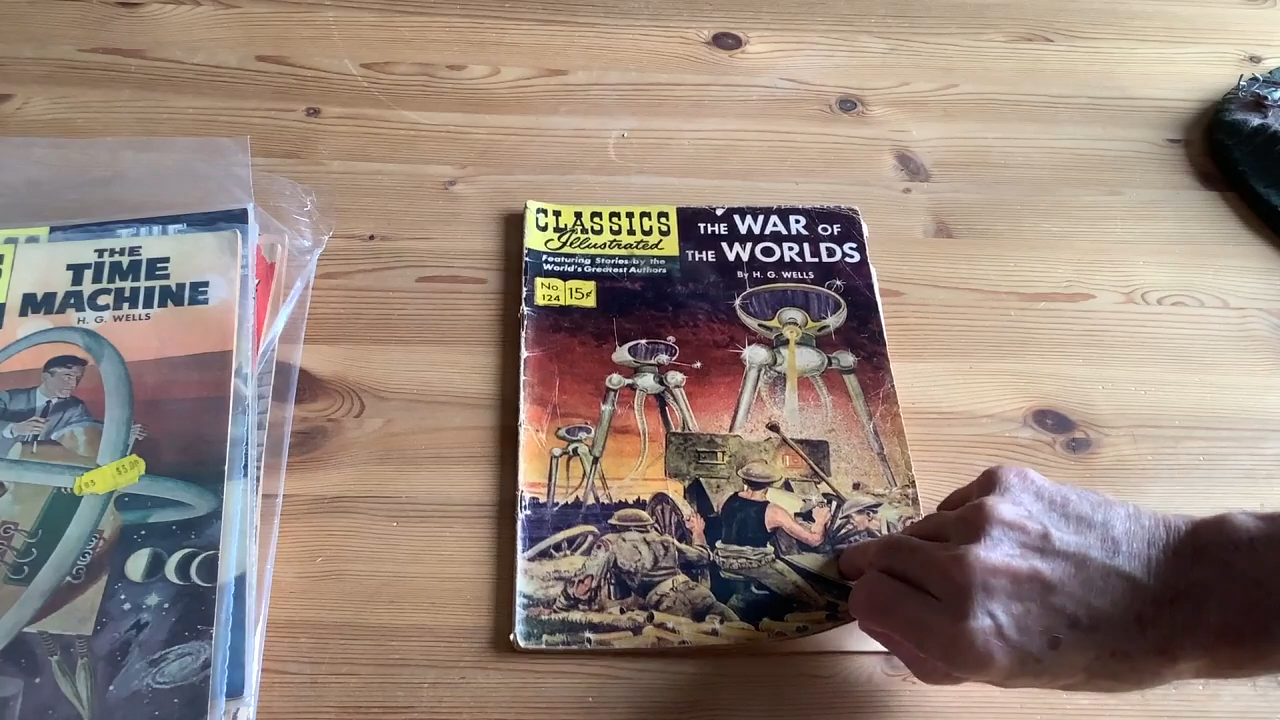 THE
TIME
MACHINE
H. G. WELLS
$5.00
CLASSICS
Illustrated
Featuring Stories by the
World's Greatest Authors
No.
124
15¢
THE WAR OF
THE WORLDS
By H. G. WELLS